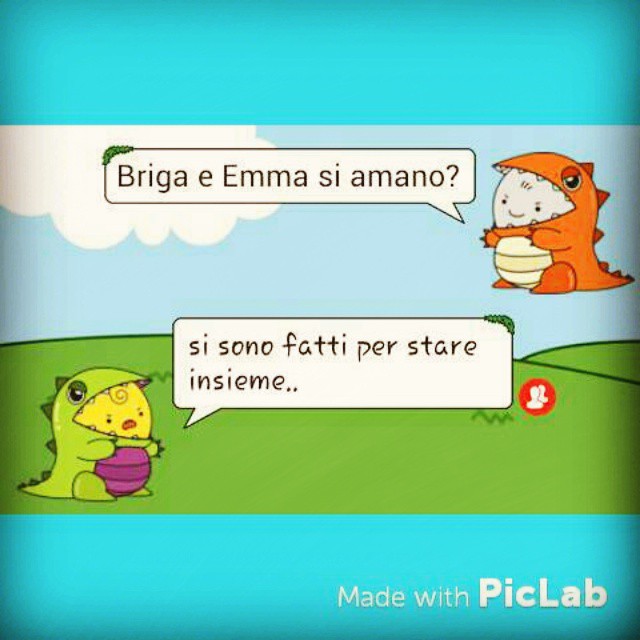 Briga e Emma si amano?
si sono fatti per stare
insieme..
Made with PicLab